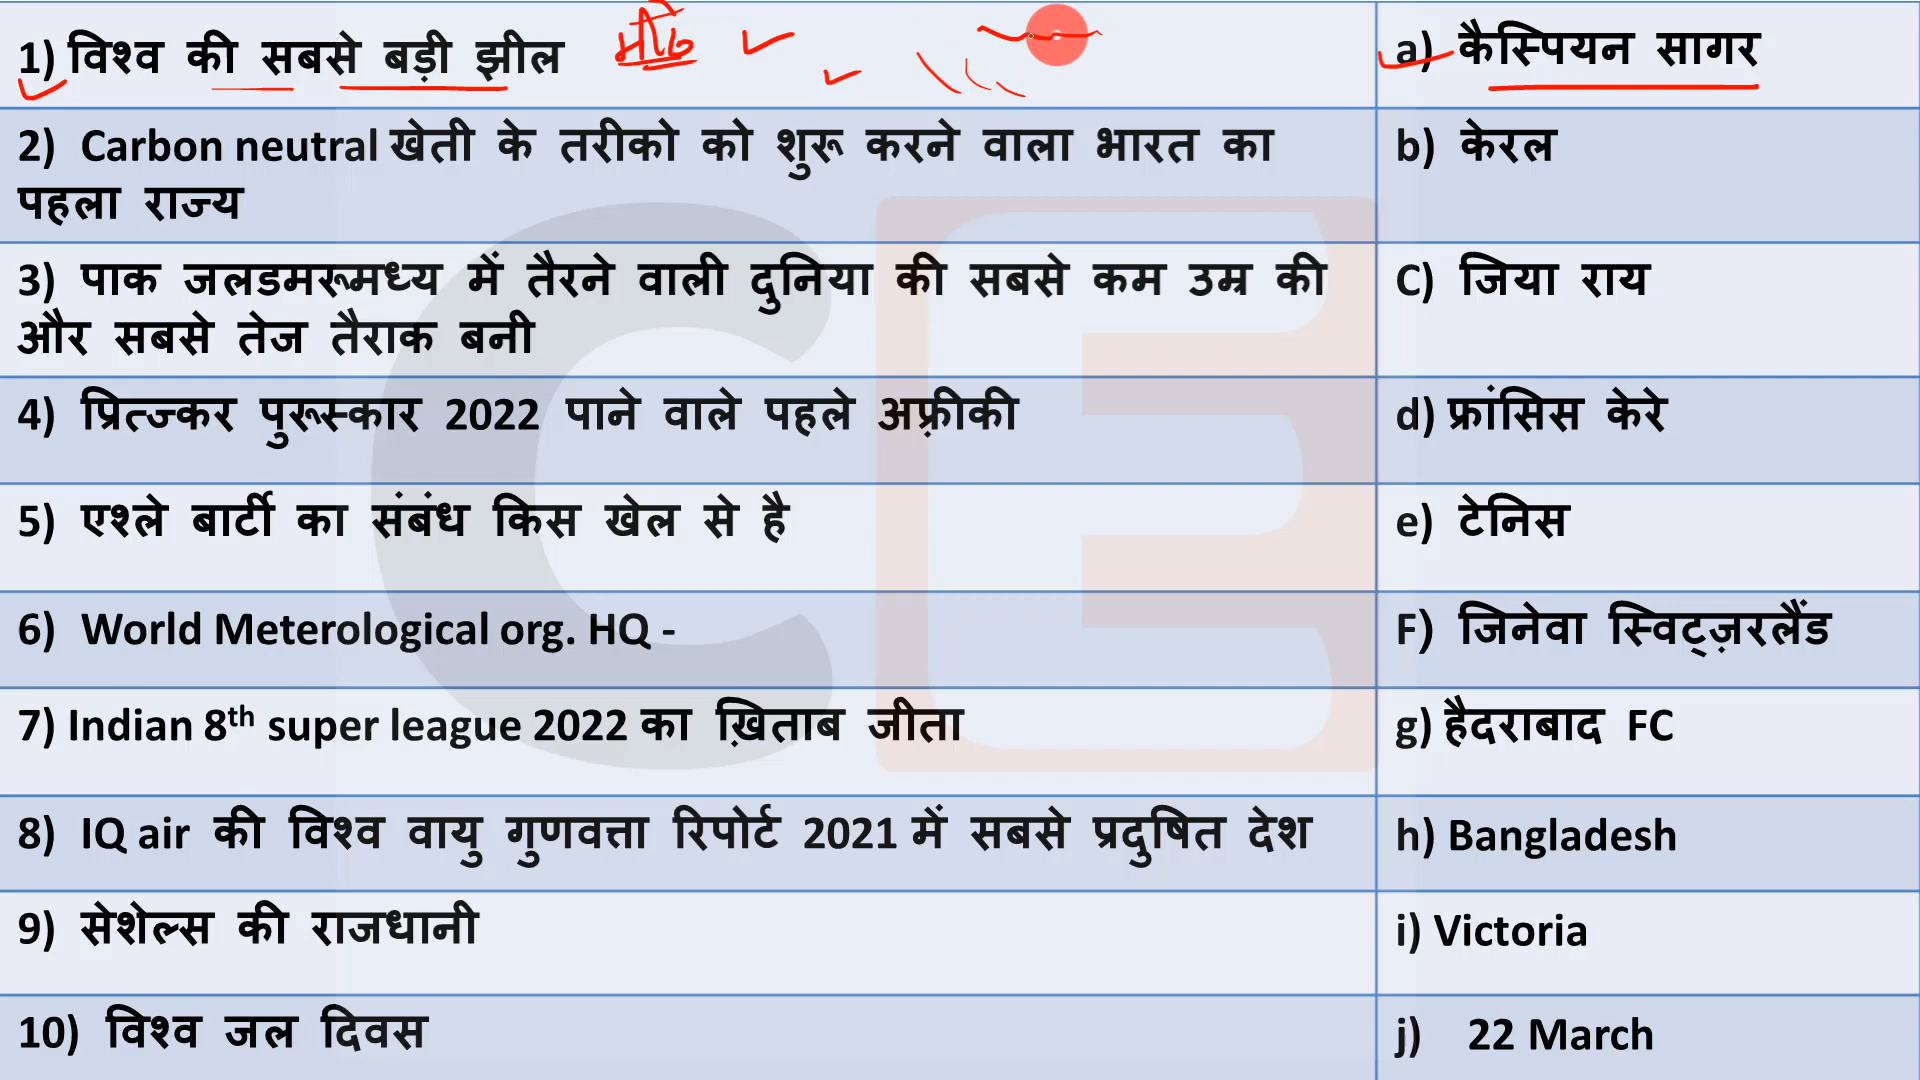 1) विश्व की सबसे बड़ी झील
a) कैस्पियन सागर
2) Carbon neutral खेती के तरीको को शुरू करने वाला भारत का
पहला राज्य
b) केरल
3) पाक जलडमरूमध्य में तैरने वाली दुनिया की सबसे कम उम्र की
और सबसे तेज तैराक बनी
C) जिया राय
4) प्रित्ज्कर पुरूस्कार 2022 पाने वाले पहले अफ़्रीकी
d) फ्रांसिस केरे
5) एश्ले बार्टी का संबंध किस खेल से है
e) टेनिस
6) World Meterological org. HQ -
F) जिनेवा स्विट्ज़रलैंड
7) Indian 8th super league 2022 का ख़िताब जीता
g) हैदराबाद FC
8) IQ air की विश्व वायु गुणवत्ता रिपोर्ट 2021 में सबसे प्रदुषित देश
h) Bangladesh
9) सेशेल्स की राजधानी
i) Victoria
10) विश्व जल दिवस
j) 22 March
CE